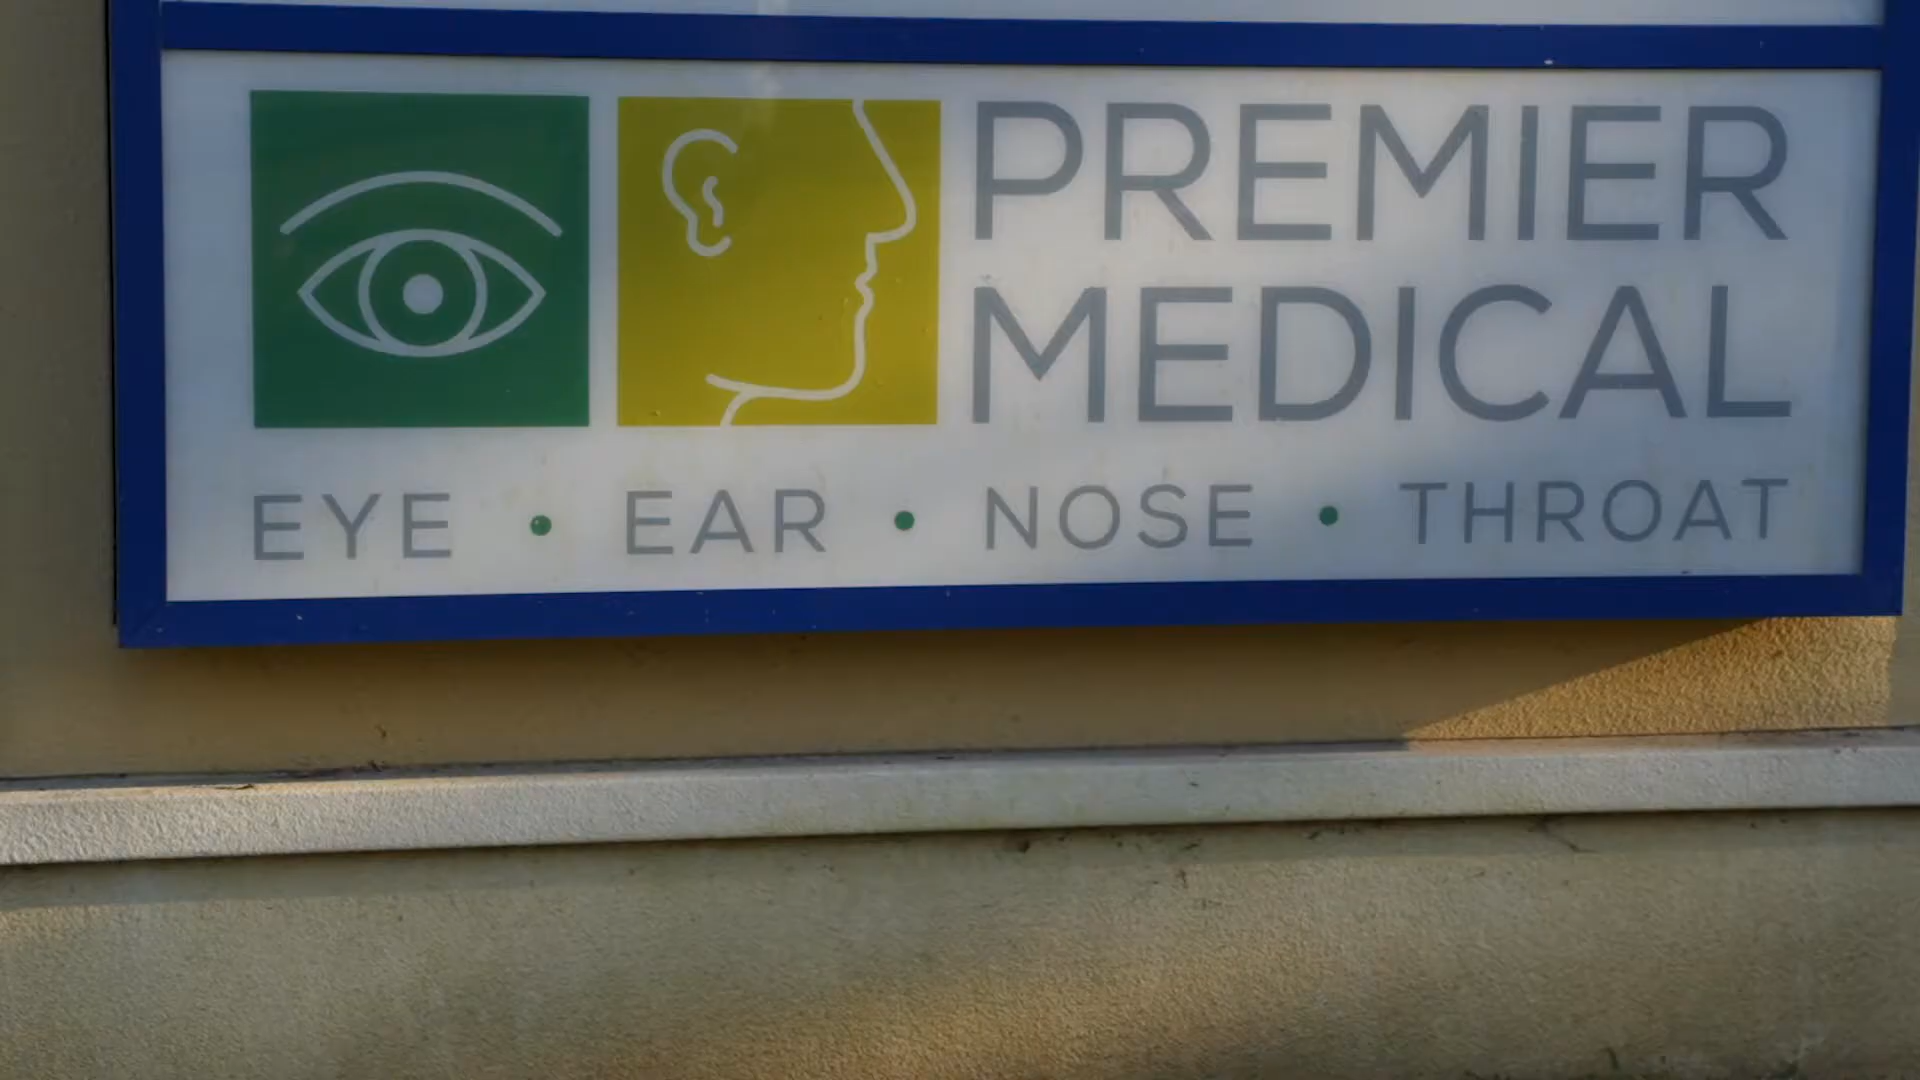 PREMIER
MEDICAL
EYE • EAR • NOSE • THROAT